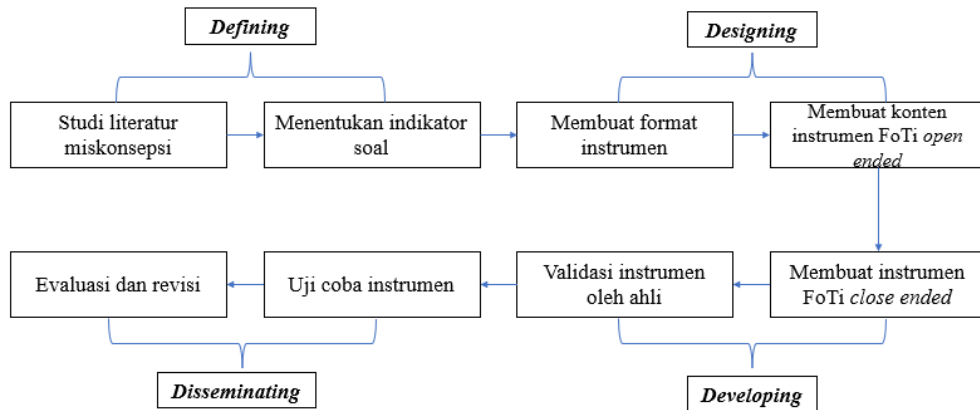 Defining
Designing
Studi literatur
miskonsepsi
Menentukan indikator
soal
Membuat format
instrumen
Membuat konten
instrumen FoTi open
ended
Evaluasi dan revisi
Uji coba instrumen
Validasi instrumen
oleh ahli
Membuat instrumen
FoTi close ended
Disseminating
Developing